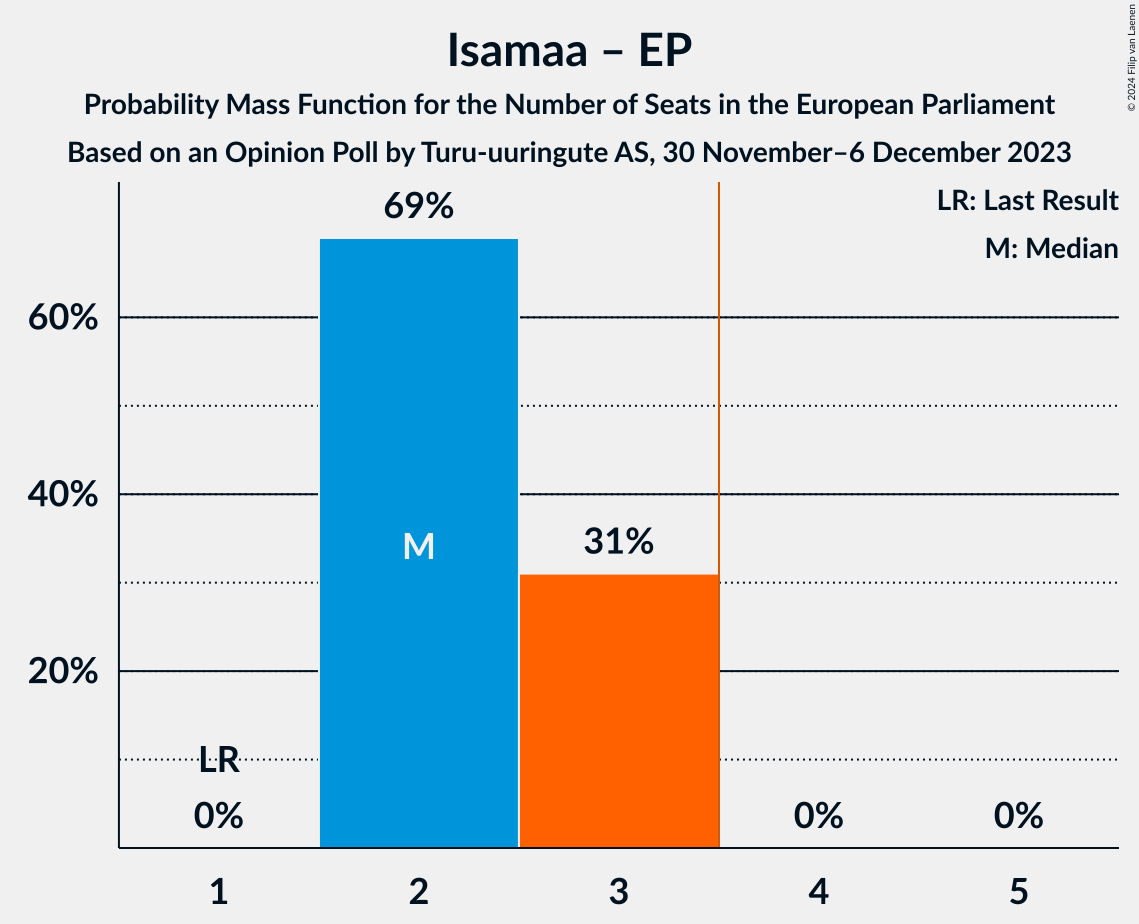 Isamaa – EP
Probability Mass Function for the Number of Seats in the European Parliament
Based on an Opinion Poll by Turu-uuringute AS, 30 November–6 December 2023
© 2024 Filip van Laenen
LR: Last Result
M: Median
69%
60%
40%
31%
M
20%
LR
0%
0%
0%
1
2
3
4
5